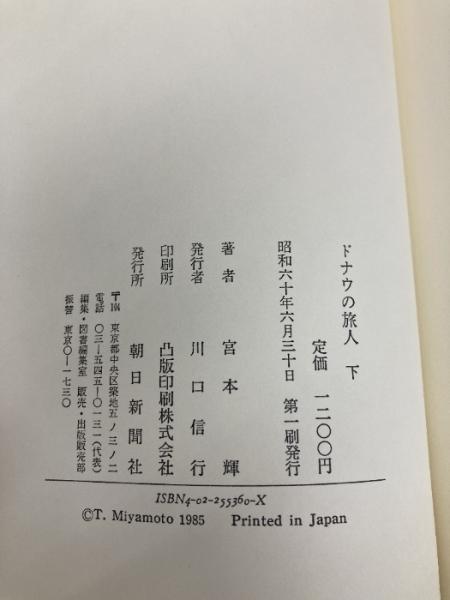 ドナウの旅人 下
定価 一二〇〇円
昭和六十年六月三十日 第一刷発行
著者 宮本輝
発行者 川口信行
印刷所 凸版印刷株式会社
発行所 朝日新聞社
〒104 東京都中央区築地五ノ三ノ二
電話 〇三―五四五―〇一三一(代表)
編集・図書編集室 販売・出版販売部
振替 東京〇―一七三〇
ISBN4-02-255360-X
©T. Miyamoto 1985 Printed in Japan